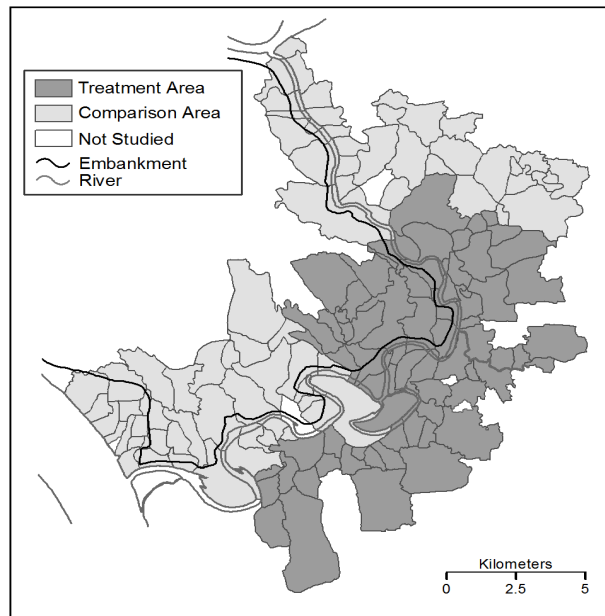 Treatment Area
Comparison Area
Not Studied
Embankment
River
Kilometers
0 2.5 5